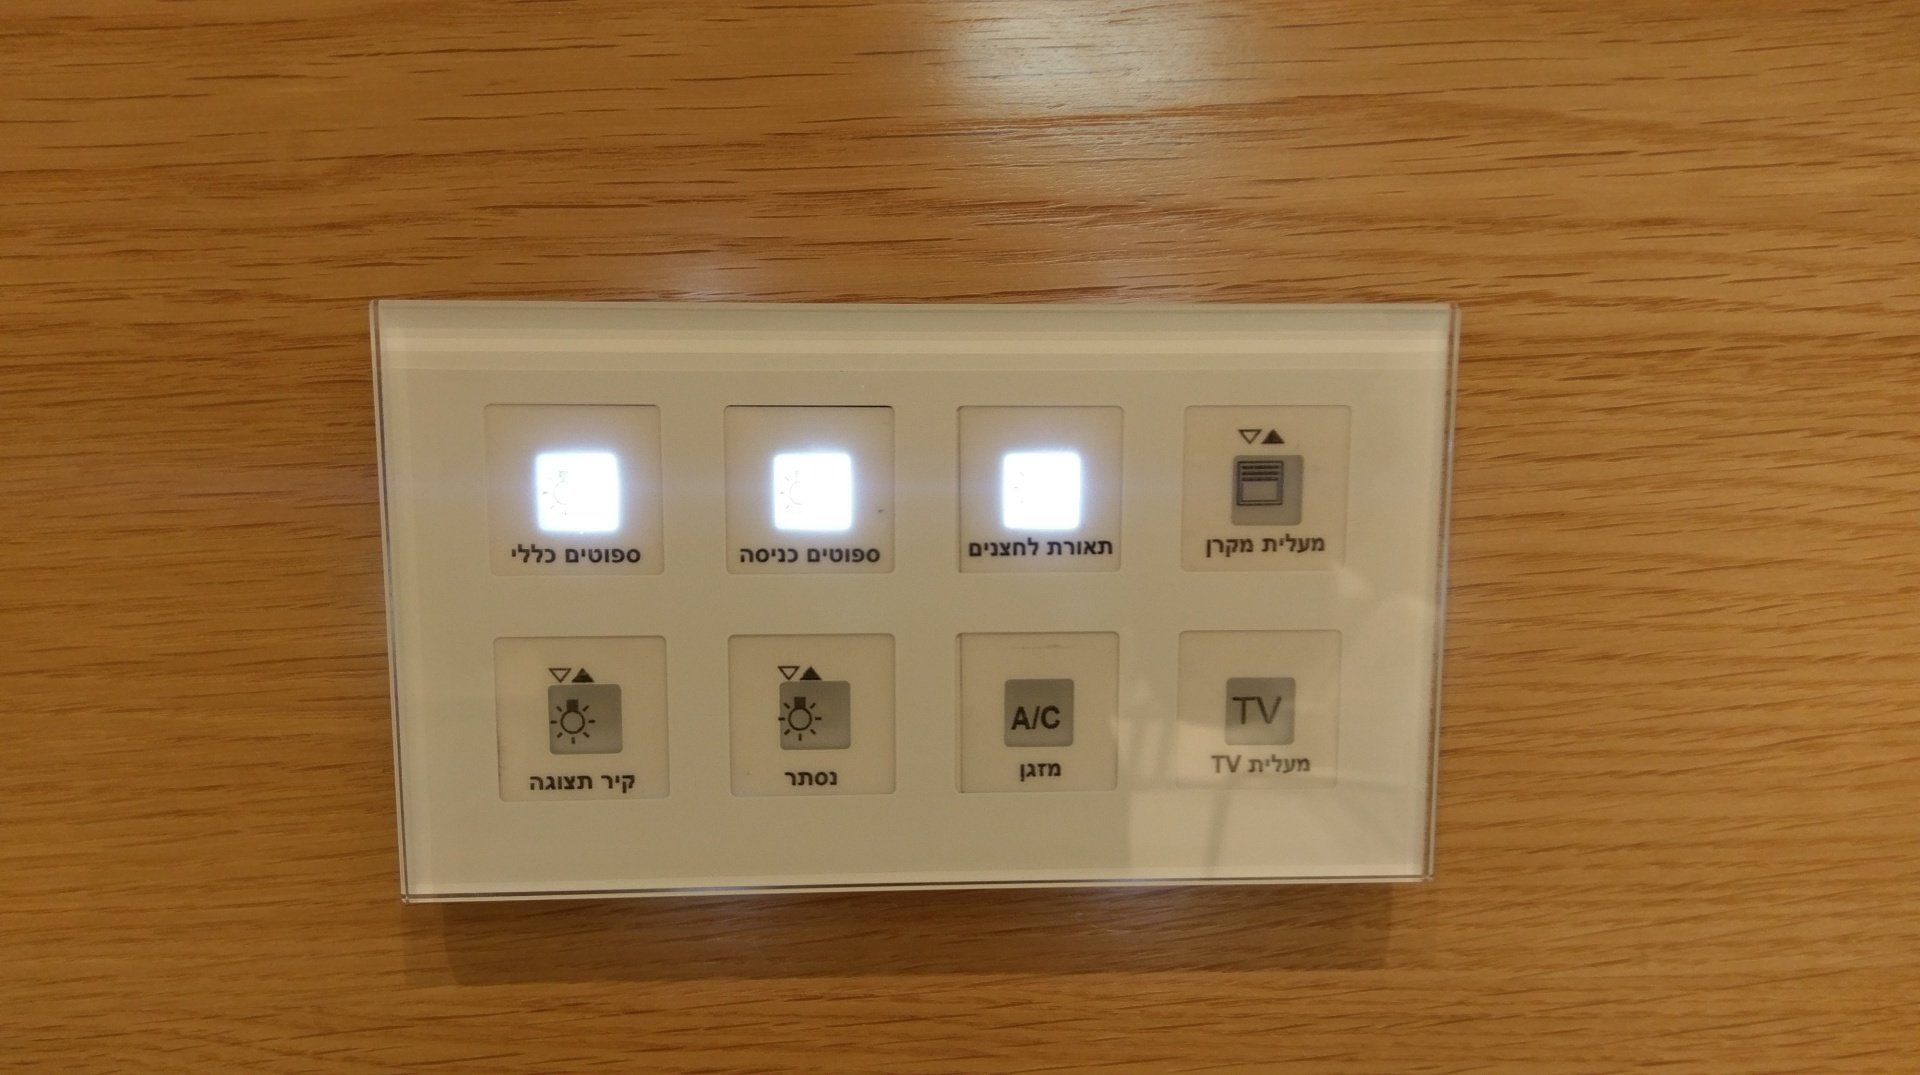 מעלית מקרן
תאורת לחצנים
ספוטים כניסה
ספוטים כללי
TV
מעלית TV
A/C
מזגן
נסתר
קיר תצוגה